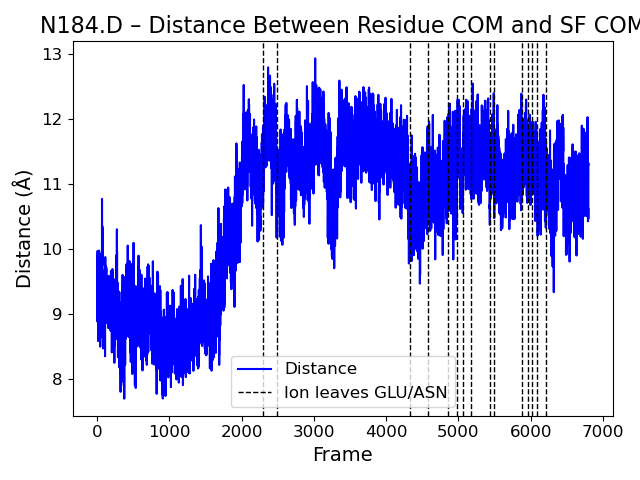 N184.D – Distance Between Residue COM and SF COM
13
12
11
10
9
8
Distance (Å)
Distance
Ion leaves GLU/ASN
0 1000 2000 3000 4000 5000 6000 7000
Frame